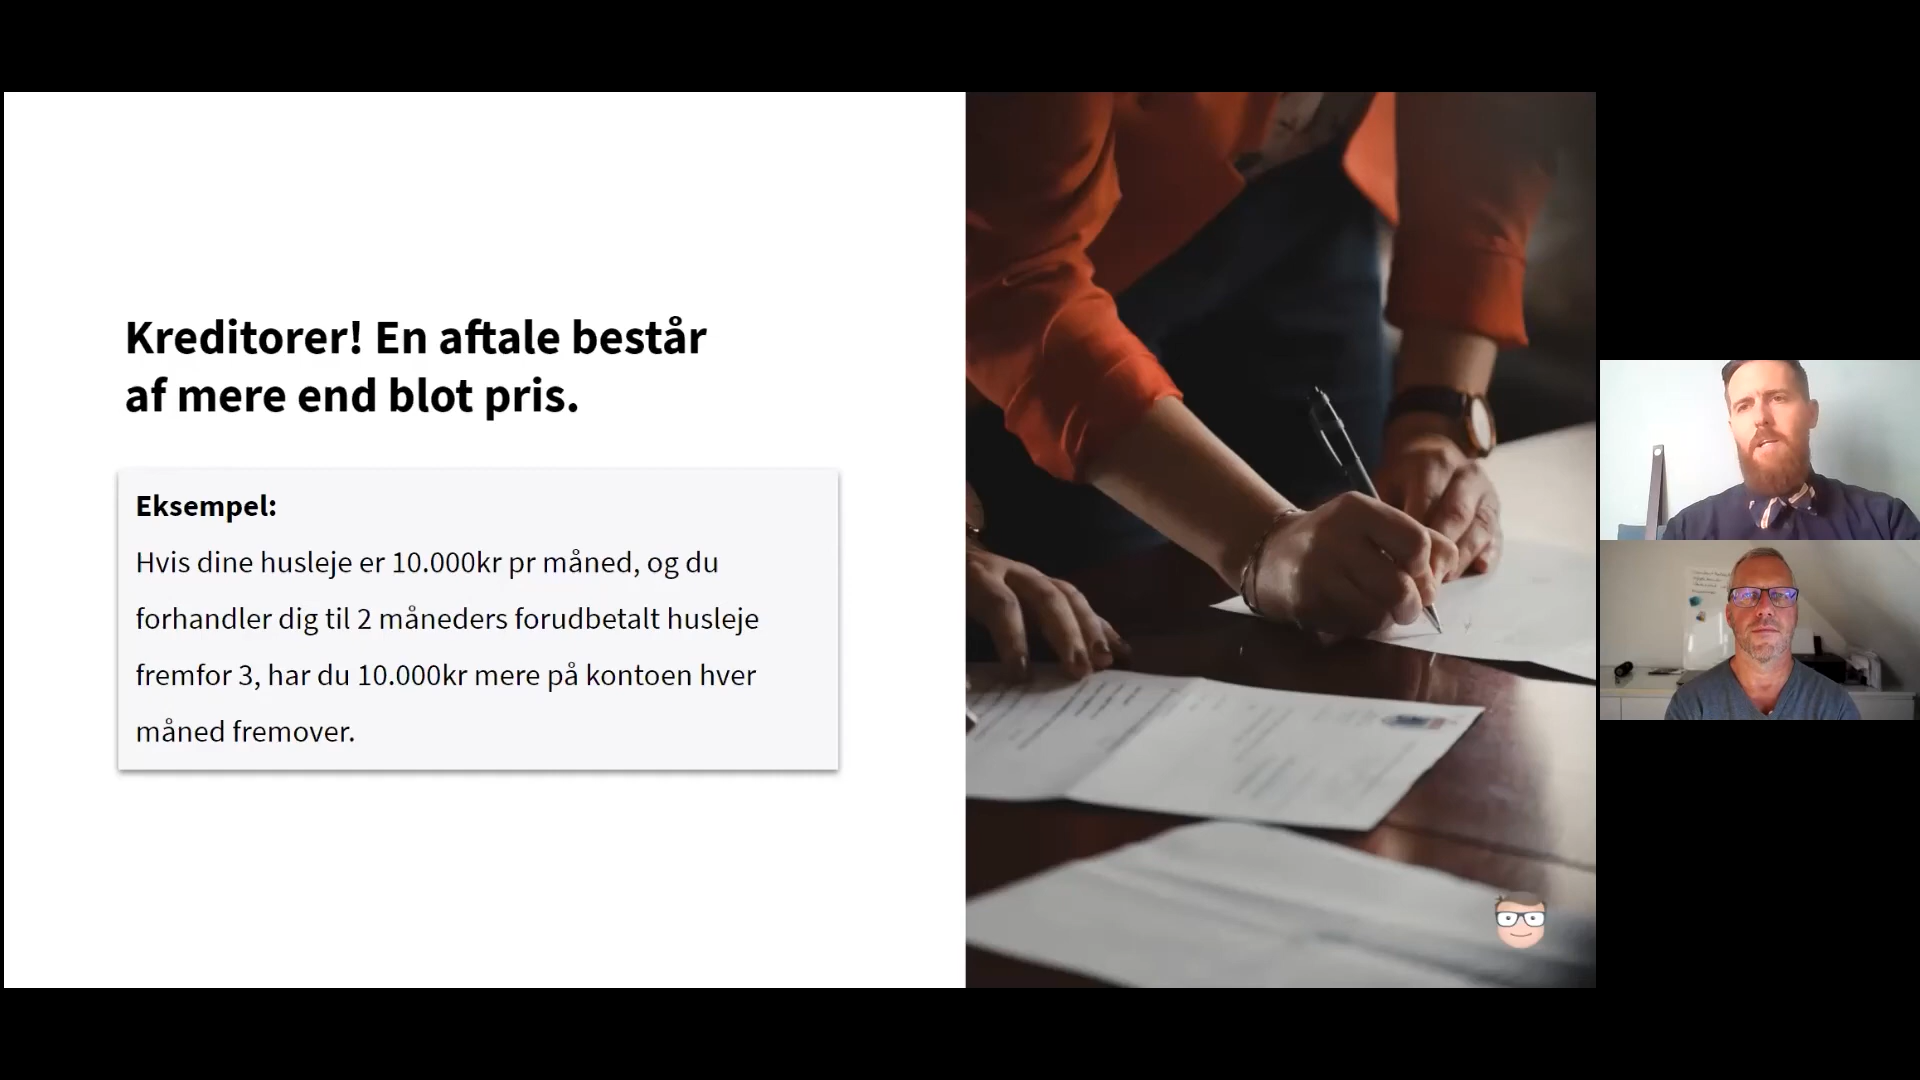 Kreditorer! En aftale består
af mere end blot pris.
Eksempel:
Hvis dine husleje er 10.000kr pr måned, og du
forhandler dig til 2 måneders forudbetalt husleje
fremfor 3, har du 10.000kr mere på kontoen hver
måned fremover.